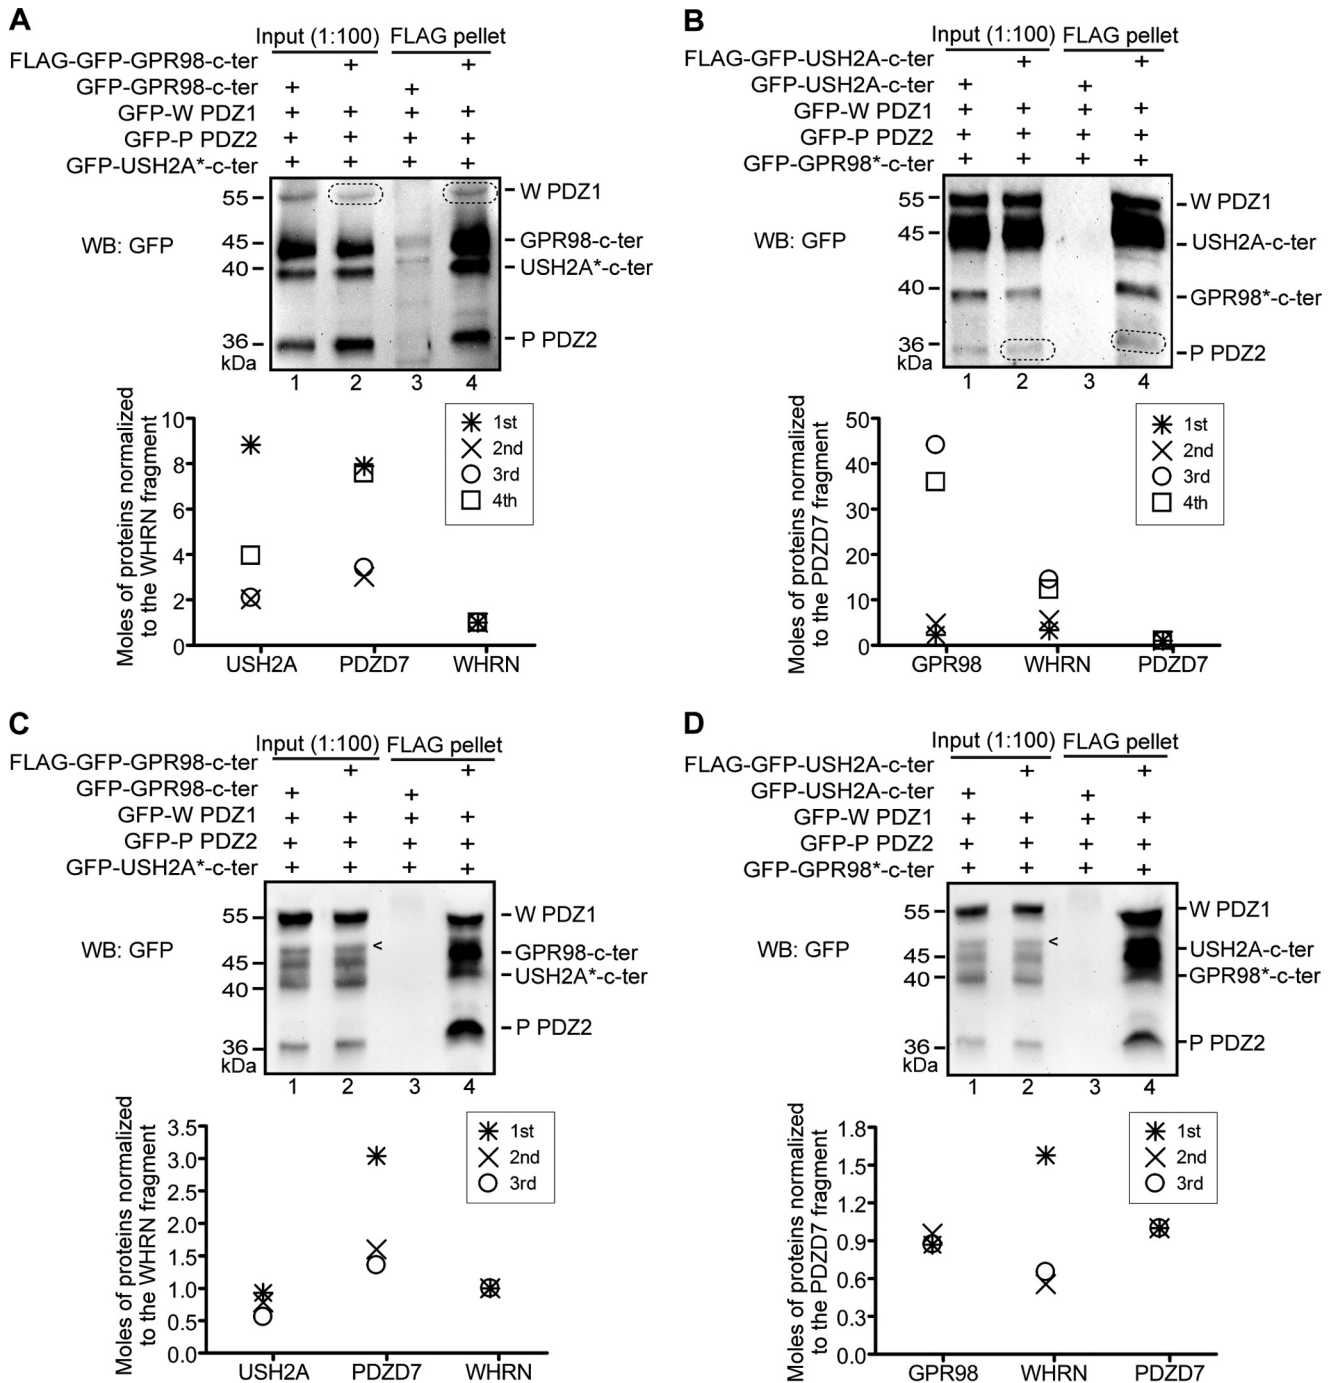 A
Input (1:100) FLAG pellet
FLAG-GFP-GPR98-c-ter + +
GFP-GPR98-c-ter + +
GFP-W PDZ1 + + + +
GFP-P PDZ2 + + + +
GFP-USH2A*-c-ter + + + +
WB: GFP
55
45
40
36
kDa
W PDZ1
GPR98-c-ter
USH2A*-c-ter
P PDZ2
1 2 3 4
Moles of proteins normalized
to the WHRN fragment
10
8
6
4
2
0
1st
2nd
3rd
4th
USH2A PDZD7 WHRN
B
Input (1:100) FLAG pellet
FLAG-GFP-USH2A-c-ter + +
GFP-USH2A-c-ter + +
GFP-W PDZ1 + + + +
GFP-P PDZ2 + + + +
GFP-GPR98*-c-ter + + + +
WB: GFP
55
45
40
36
kDa
W PDZ1
USH2A-c-ter
GPR98*-c-ter
P PDZ2
1 2 3 4
Moles of proteins normalized
to the PDZD7 fragment
50
40
30
20
10
0
1st
2nd
3rd
4th
GPR98 WHRN PDZD7
C
Input (1:100) FLAG pellet
FLAG-GFP-GPR98-c-ter + +
GFP-GPR98-c-ter + +
GFP-W PDZ1 + + + +
GFP-P PDZ2 + + + +
GFP-USH2A*-c-ter + + + +
WB: GFP
55
45
40
36
kDa
<
W PDZ1
GPR98-c-ter
USH2A*-c-ter
P PDZ2
1 2 3 4
Moles of proteins normalized
to the WHRN fragment
3.5
3.0
2.5
2.0
1.5
1.0
0.5
0.0
1st
2nd
3rd
USH2A PDZD7 WHRN
D
Input (1:100) FLAG pellet
FLAG-GFP-USH2A-c-ter + +
GFP-USH2A-c-ter + +
GFP-W PDZ1 + + + +
GFP-P PDZ2 + + + +
GFP-GPR98*-c-ter + + + +
WB: GFP
55
45
40
36
kDa
<
W PDZ1
USH2A-c-ter
GPR98*-c-ter
P PDZ2
1 2 3 4
Moles of proteins normalized
to the PDZD7 fragment
1.8
1.5
1.2
0.9
0.6
0.3
0.0
1st
2nd
3rd
GPR98 WHRN PDZD7